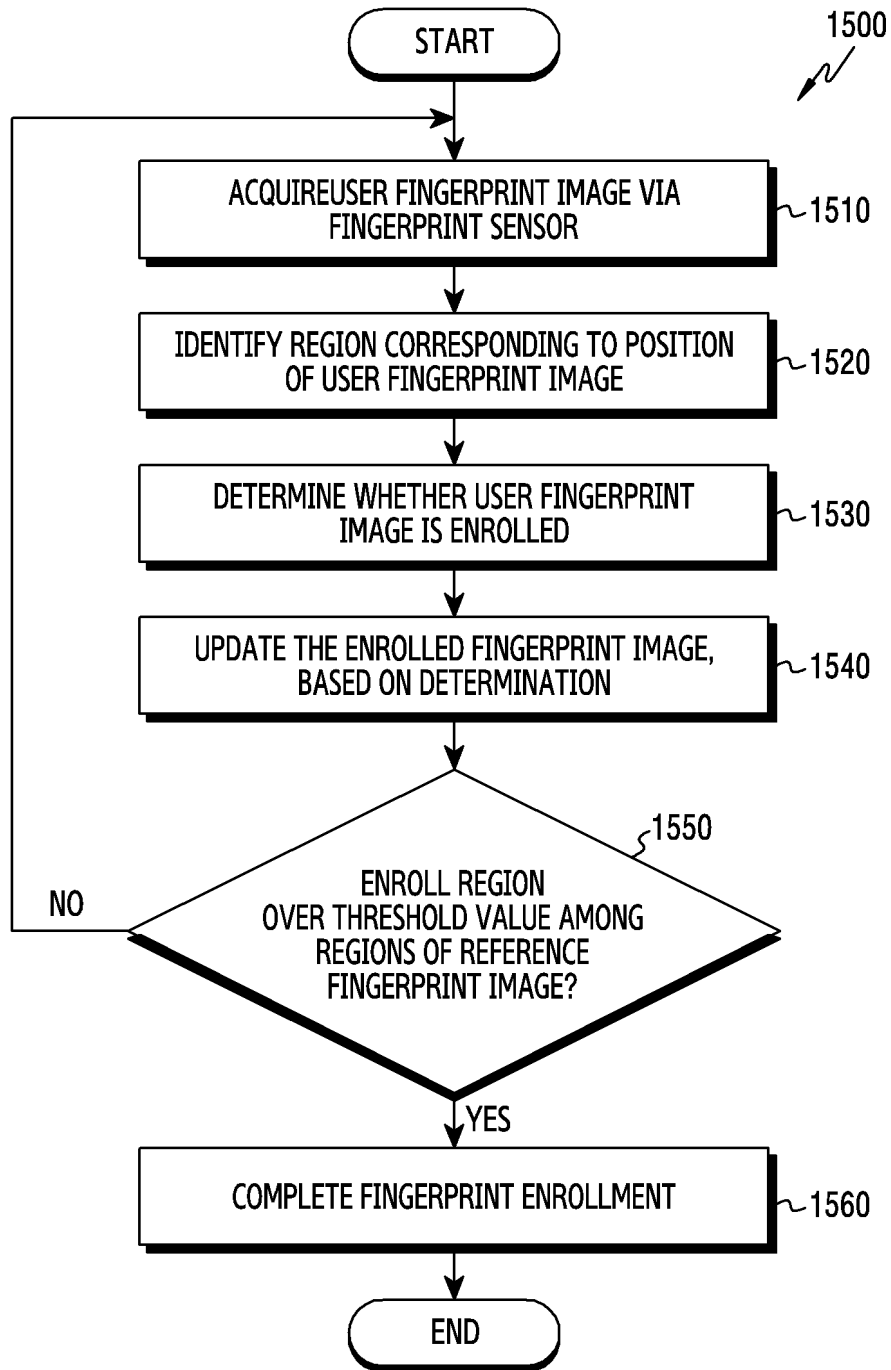 START
1500
ACQUIREUSER FINGERPRINT IMAGE VIA
FINGERPRINT SENSOR
1510
IDENTIFY REGION CORRESPONDING TO POSITION
OF USER FINGERPRINT IMAGE
1520
DETERMINE WHETHER USER FINGERPRINT
IMAGE IS ENROLLED
1530
UPDATE THE ENROLLED FINGERPRINT IMAGE,
BASED ON DETERMINATION
1540
1550
ENROLL REGION
OVER THRESHOLD VALUE AMONG
REGIONS OF REFERENCE
FINGERPRINT IMAGE?
NO
YES
COMPLETE FINGERPRINT ENROLLMENT
1560
END